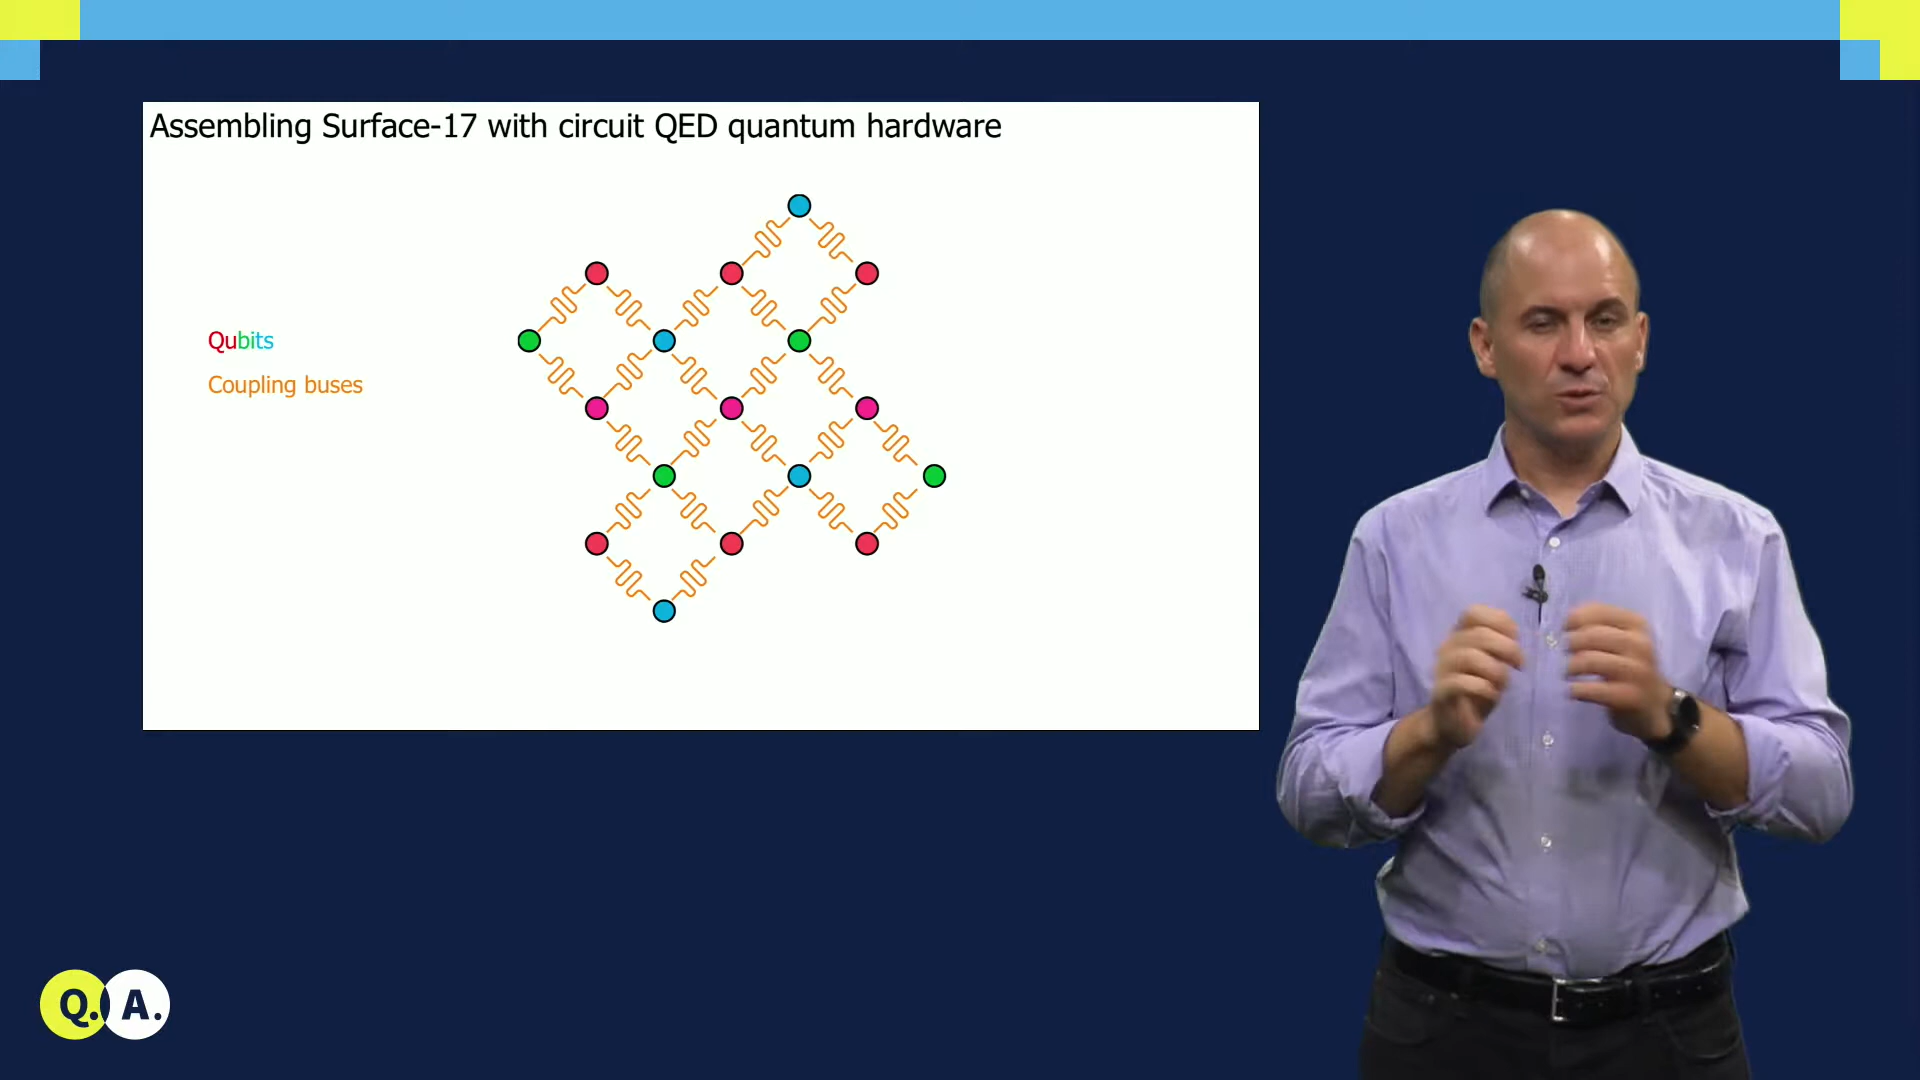 Assembling Surface-17 with circuit QED quantum hardware
Qubits
Coupling buses
Q. A.